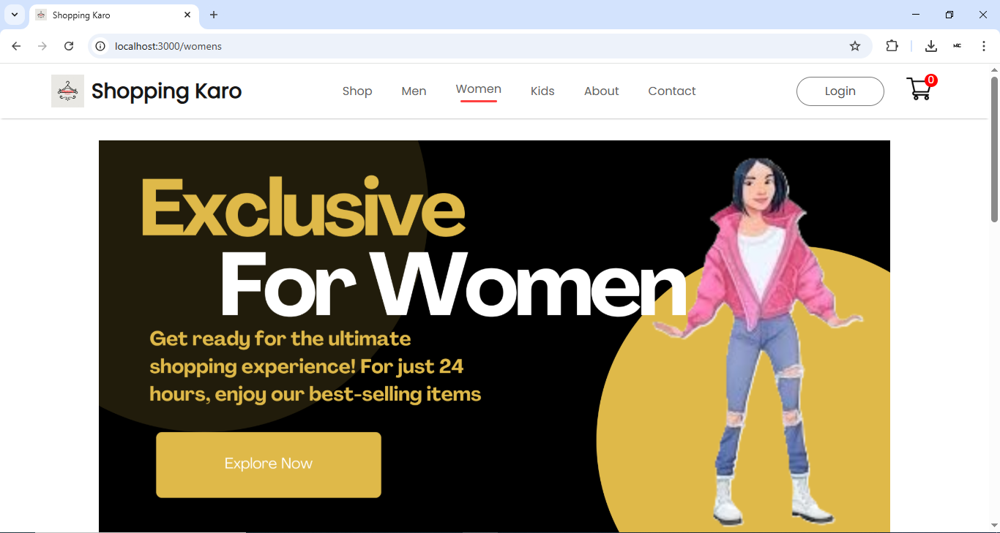 Shopping Karo
localhost:3000/womens
Shopping Karo
Shop
Men
Women
Kids
About
Contact
Login
0
Exclusive
For Women
Get ready for the ultimate
shopping experience! For just 24
hours, enjoy our best-selling items
Explore Now